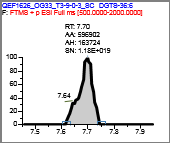 QEF1626_OG33_T3-9-0-3_SC DGTS-36:6
F: FTMS + p ESI Full ms [500.0000-2000.0000]
RT: 7.70
AA: 596902
AH: 163724
SN: 1.18E+019
100
80
60
40
20
0
7.64
7.5 7.6 7.7 7.8 7.9